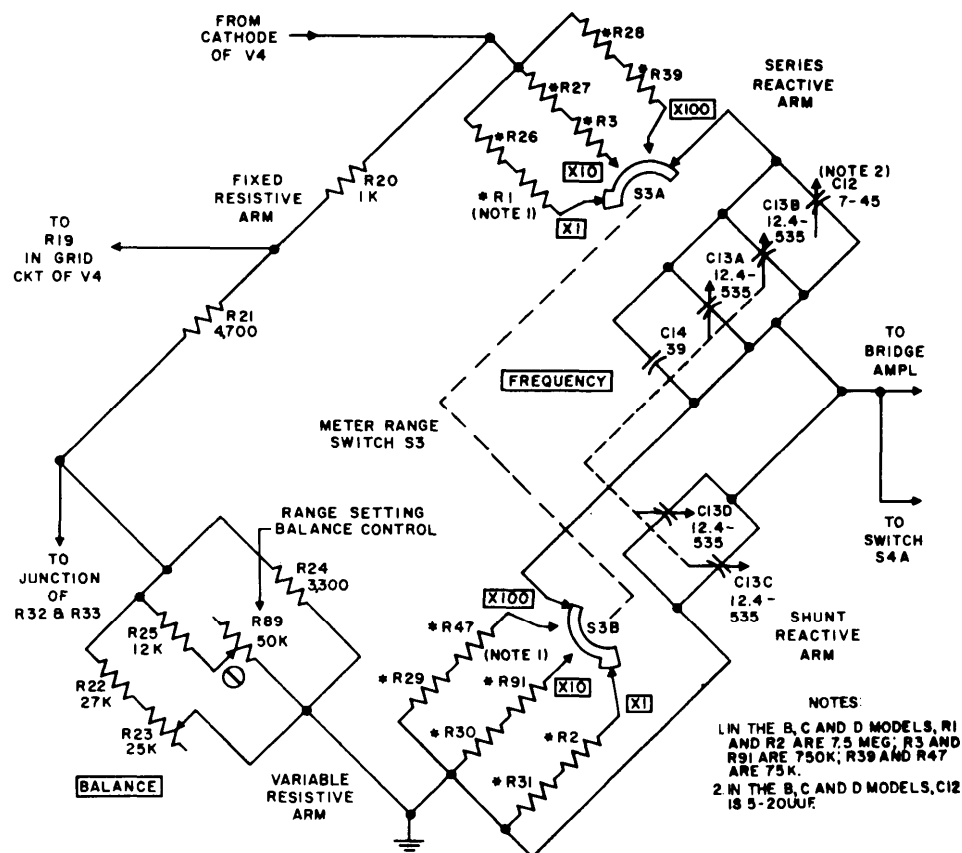 FROM
CATHODE
OF V4
*R28
*R39
*R27
*R3
*R26
*R1
(NOTE 1)
X100
X10
X1
S3A
SERIES
REACTIVE
ARM
(NOTE 2)
C12
7-45
C13B
12.4-
535
C13A
12.4-
535
C14
39
FIXED
RESISTIVE
ARM
R20
1K
TO
R19
IN GRID
CKT OF V4
R21
4,700
FREQUENCY
TO
BRIDGE
AMPL
METER RANGE
SWITCH S3
TO
SWITCH
S4A
RANGE SETTING
BALANCE CONTROL
TO
JUNCTION
OF
R32 & R33
R24
3,300
R89
50K
R25
12K
R22
27K
R23
25K
BALANCE
VARIABLE
RESISTIVE
ARM
C13D
12.4-
535
C13C
12.4-
535
SHUNT
REACTIVE
ARM
X100
S3B
*R47
(NOTE 1)
*R29
*R91
X10
X1
*R30
*R2
*R31
NOTES:
1. IN THE B, C AND D MODELS, R1
AND R2 ARE 7.5 MEG; R3 AND
R91 ARE 750K; R39 AND R47
ARE 75K.
2. IN THE B, C AND D MODELS, C12
IS 5-20UUF.